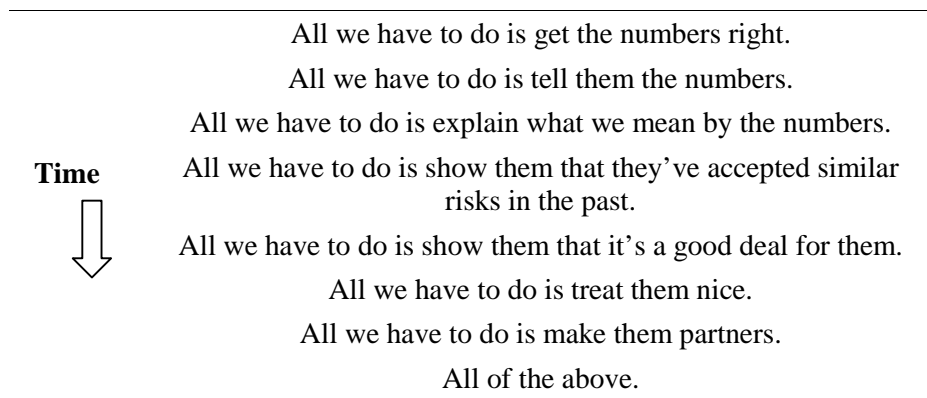 All we have to do is get the numbers right.
All we have to do is tell them the numbers.
All we have to do is explain what we mean by the numbers.
Time
All we have to do is show them that they’ve accepted similar
risks in the past.
All we have to do is show them that it’s a good deal for them.
All we have to do is treat them nice.
All we have to do is make them partners.
All of the above.